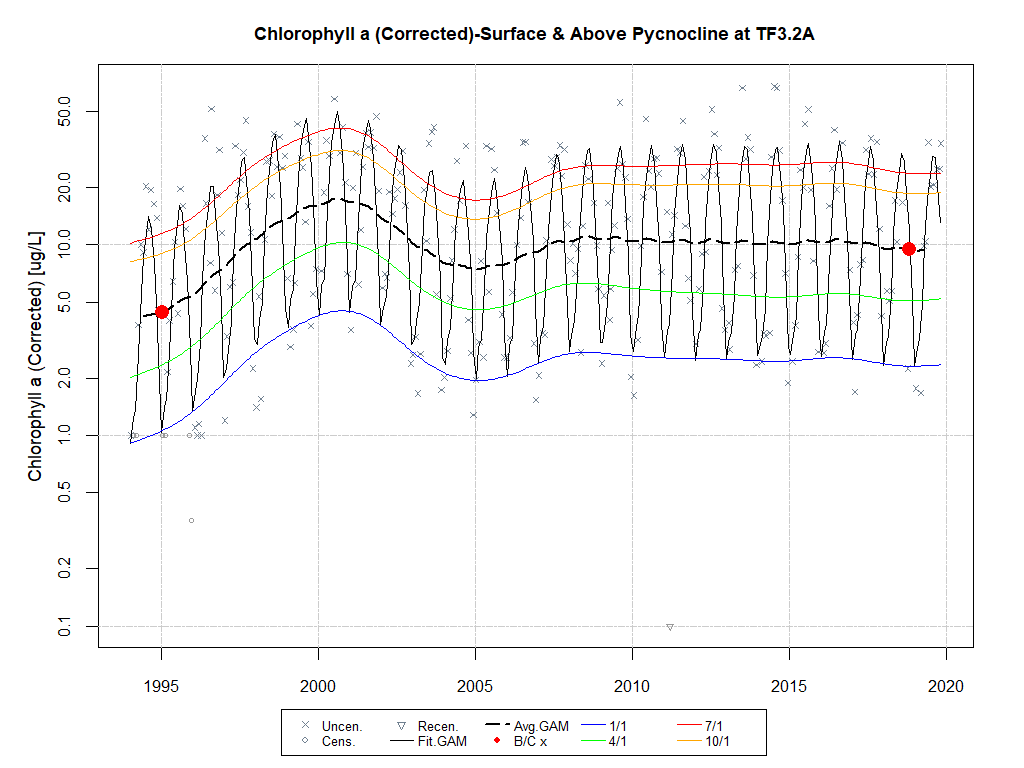 Chlorophyll a (Corrected)-Surface & Above Pycnocline at TF3.2A
Chlorophyll a (Corrected) [ug/L]
50.0
20.0
10.0
5.0
2.0
1.0
0.5
0.2
0.1
1995 2000 2005 2010 2015 2020
Uncen. Recen. Avg.GAM 1/1 7/1
Cens. Fit.GAM B/C x 4/1 10/1